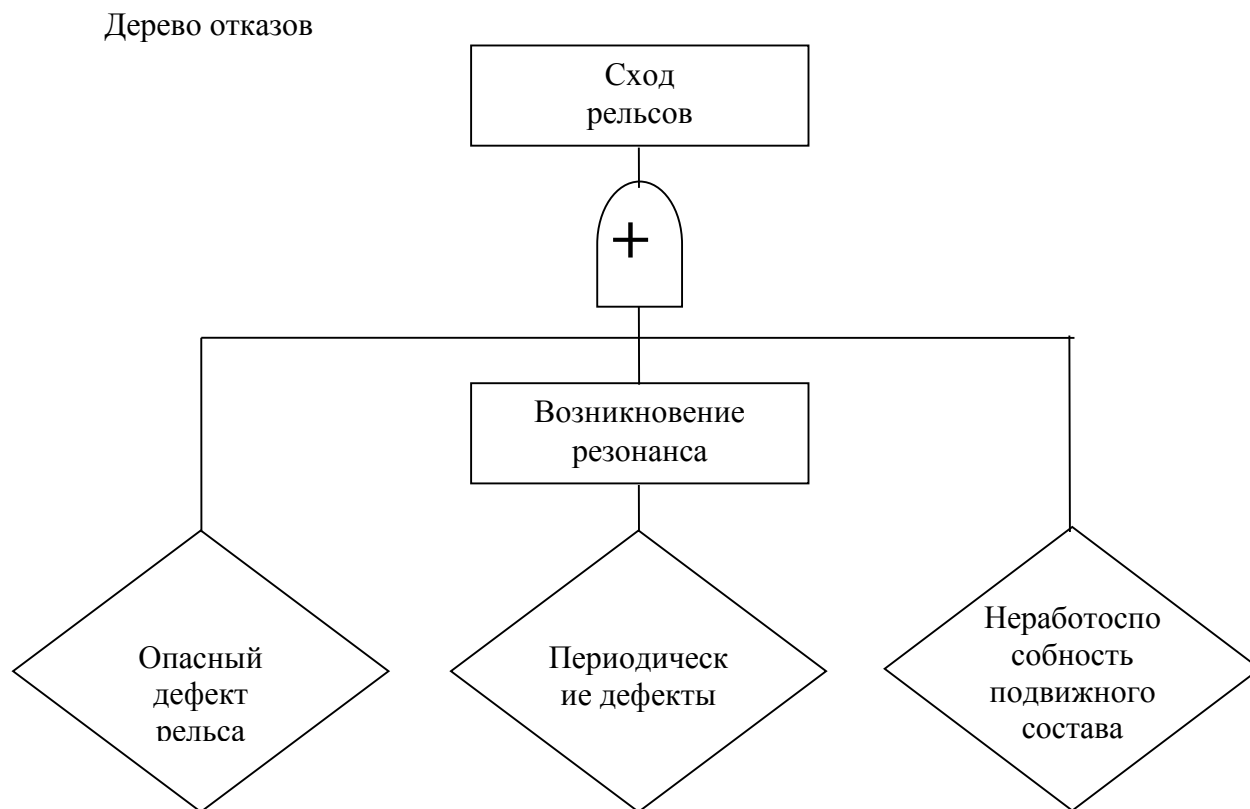 Дерево отказов
Сход
рельсов
+
Возникновение
резонанса
Опасный
дефект
рельса
Периодическ
ие дефекты
Неработоспо
собность
подвижного
состава